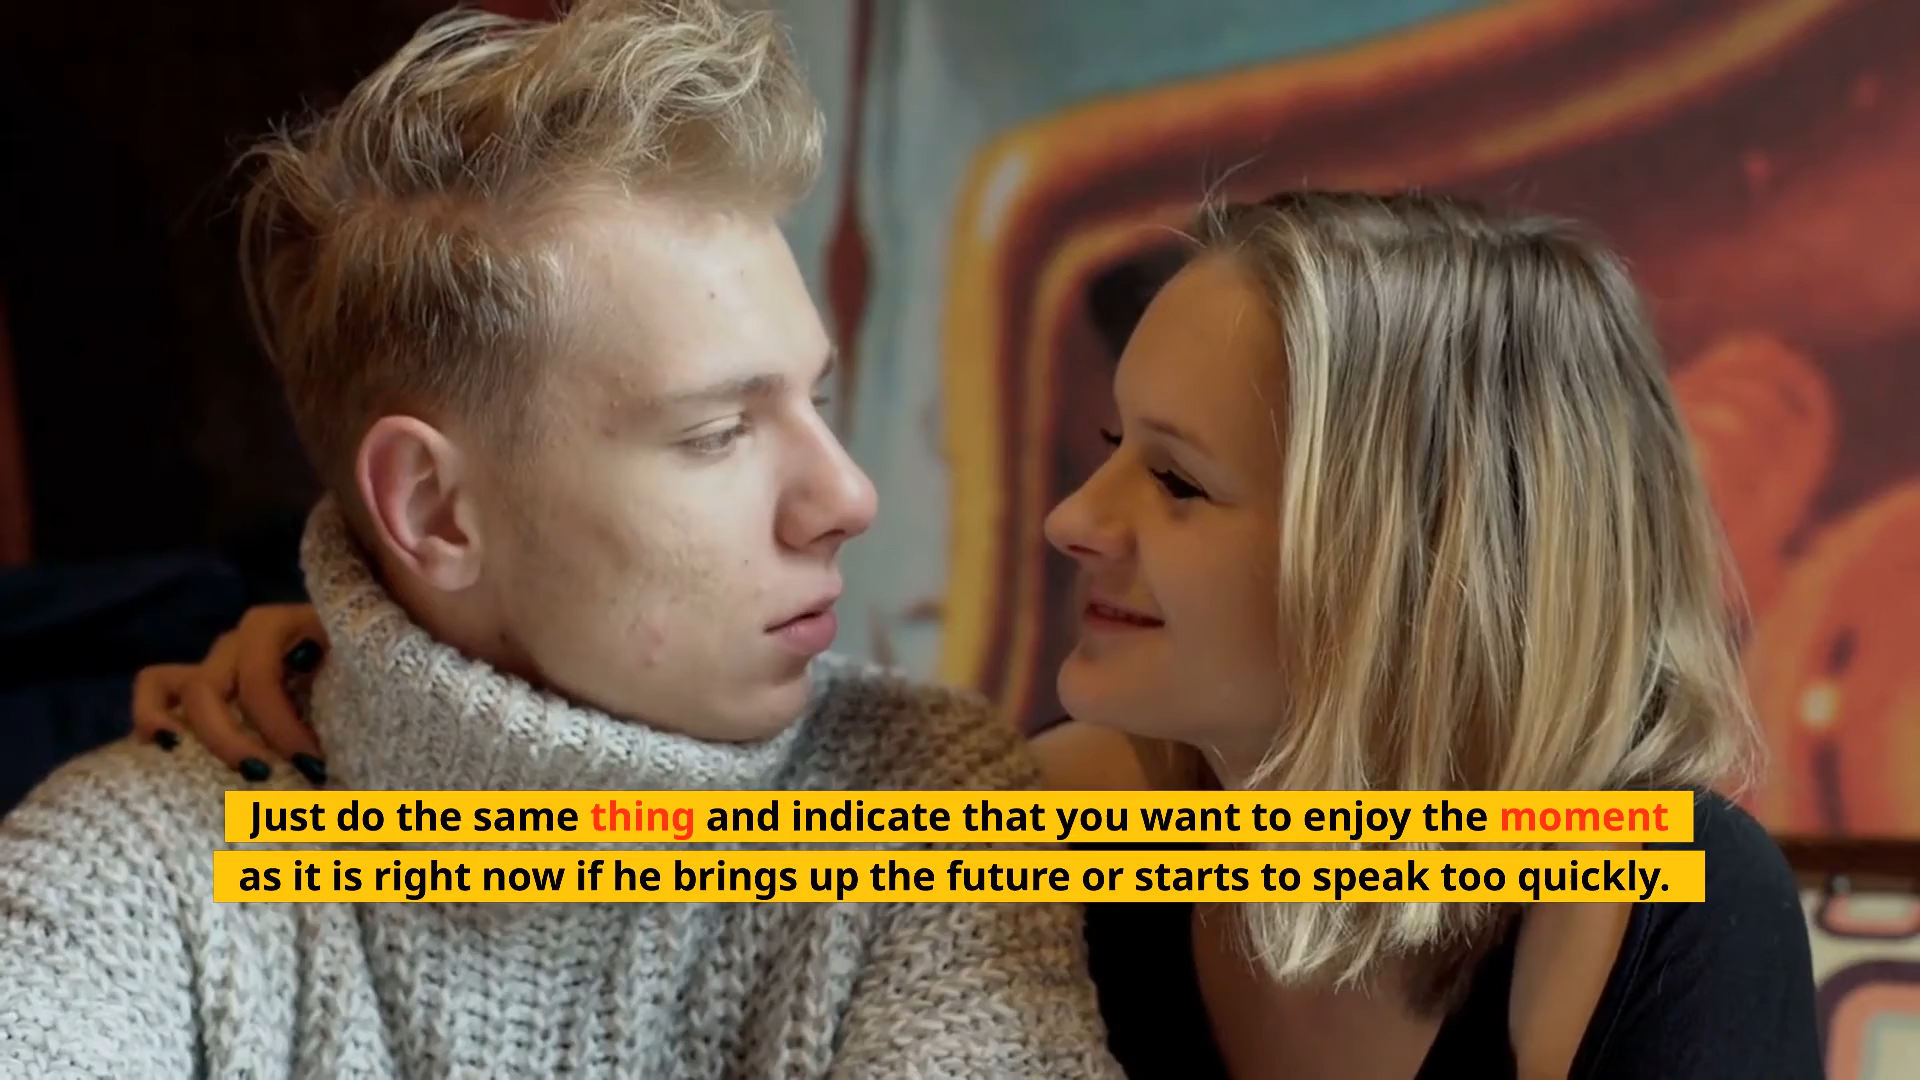 Just do the same thing and indicate that you want to enjoy the moment
as it is right now if he brings up the future or starts to speak too quickly.